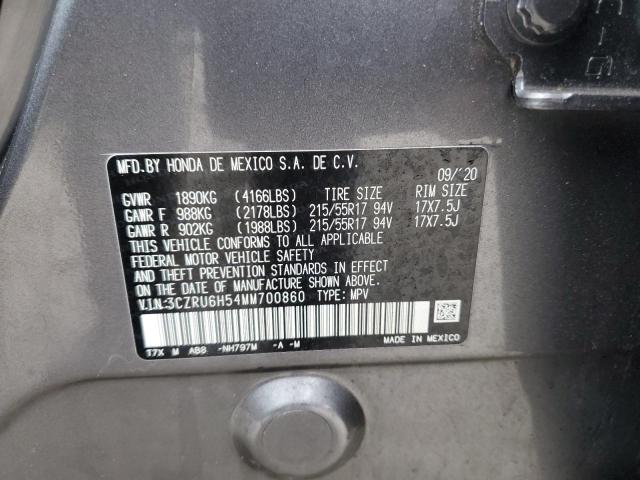 MFD.BY HONDA DE MEXICO S.A. DE C.V. 09/'20
GVWR 1890KG (4166LBS) TIRE SIZE RIM SIZE
GAWR F 988KG (2178LBS) 215/55R17 94V 17X7.5J
GAWR R 902KG (1988LBS) 215/55R17 94V 17X7.5J
THIS VEHICLE CONFORMS TO ALL APPLICABLE
FEDERAL MOTOR VEHICLE SAFETY
AND THEFT PREVENTION STANDARDS IN EFFECT
ON THE DATE OF MANUFACTURE SHOWN ABOVE.
V.I.N:3CZRU6H54MM700860 TYPE: MPV
T7X M AB8 -NH797M -A -M MADE IN MEXICO